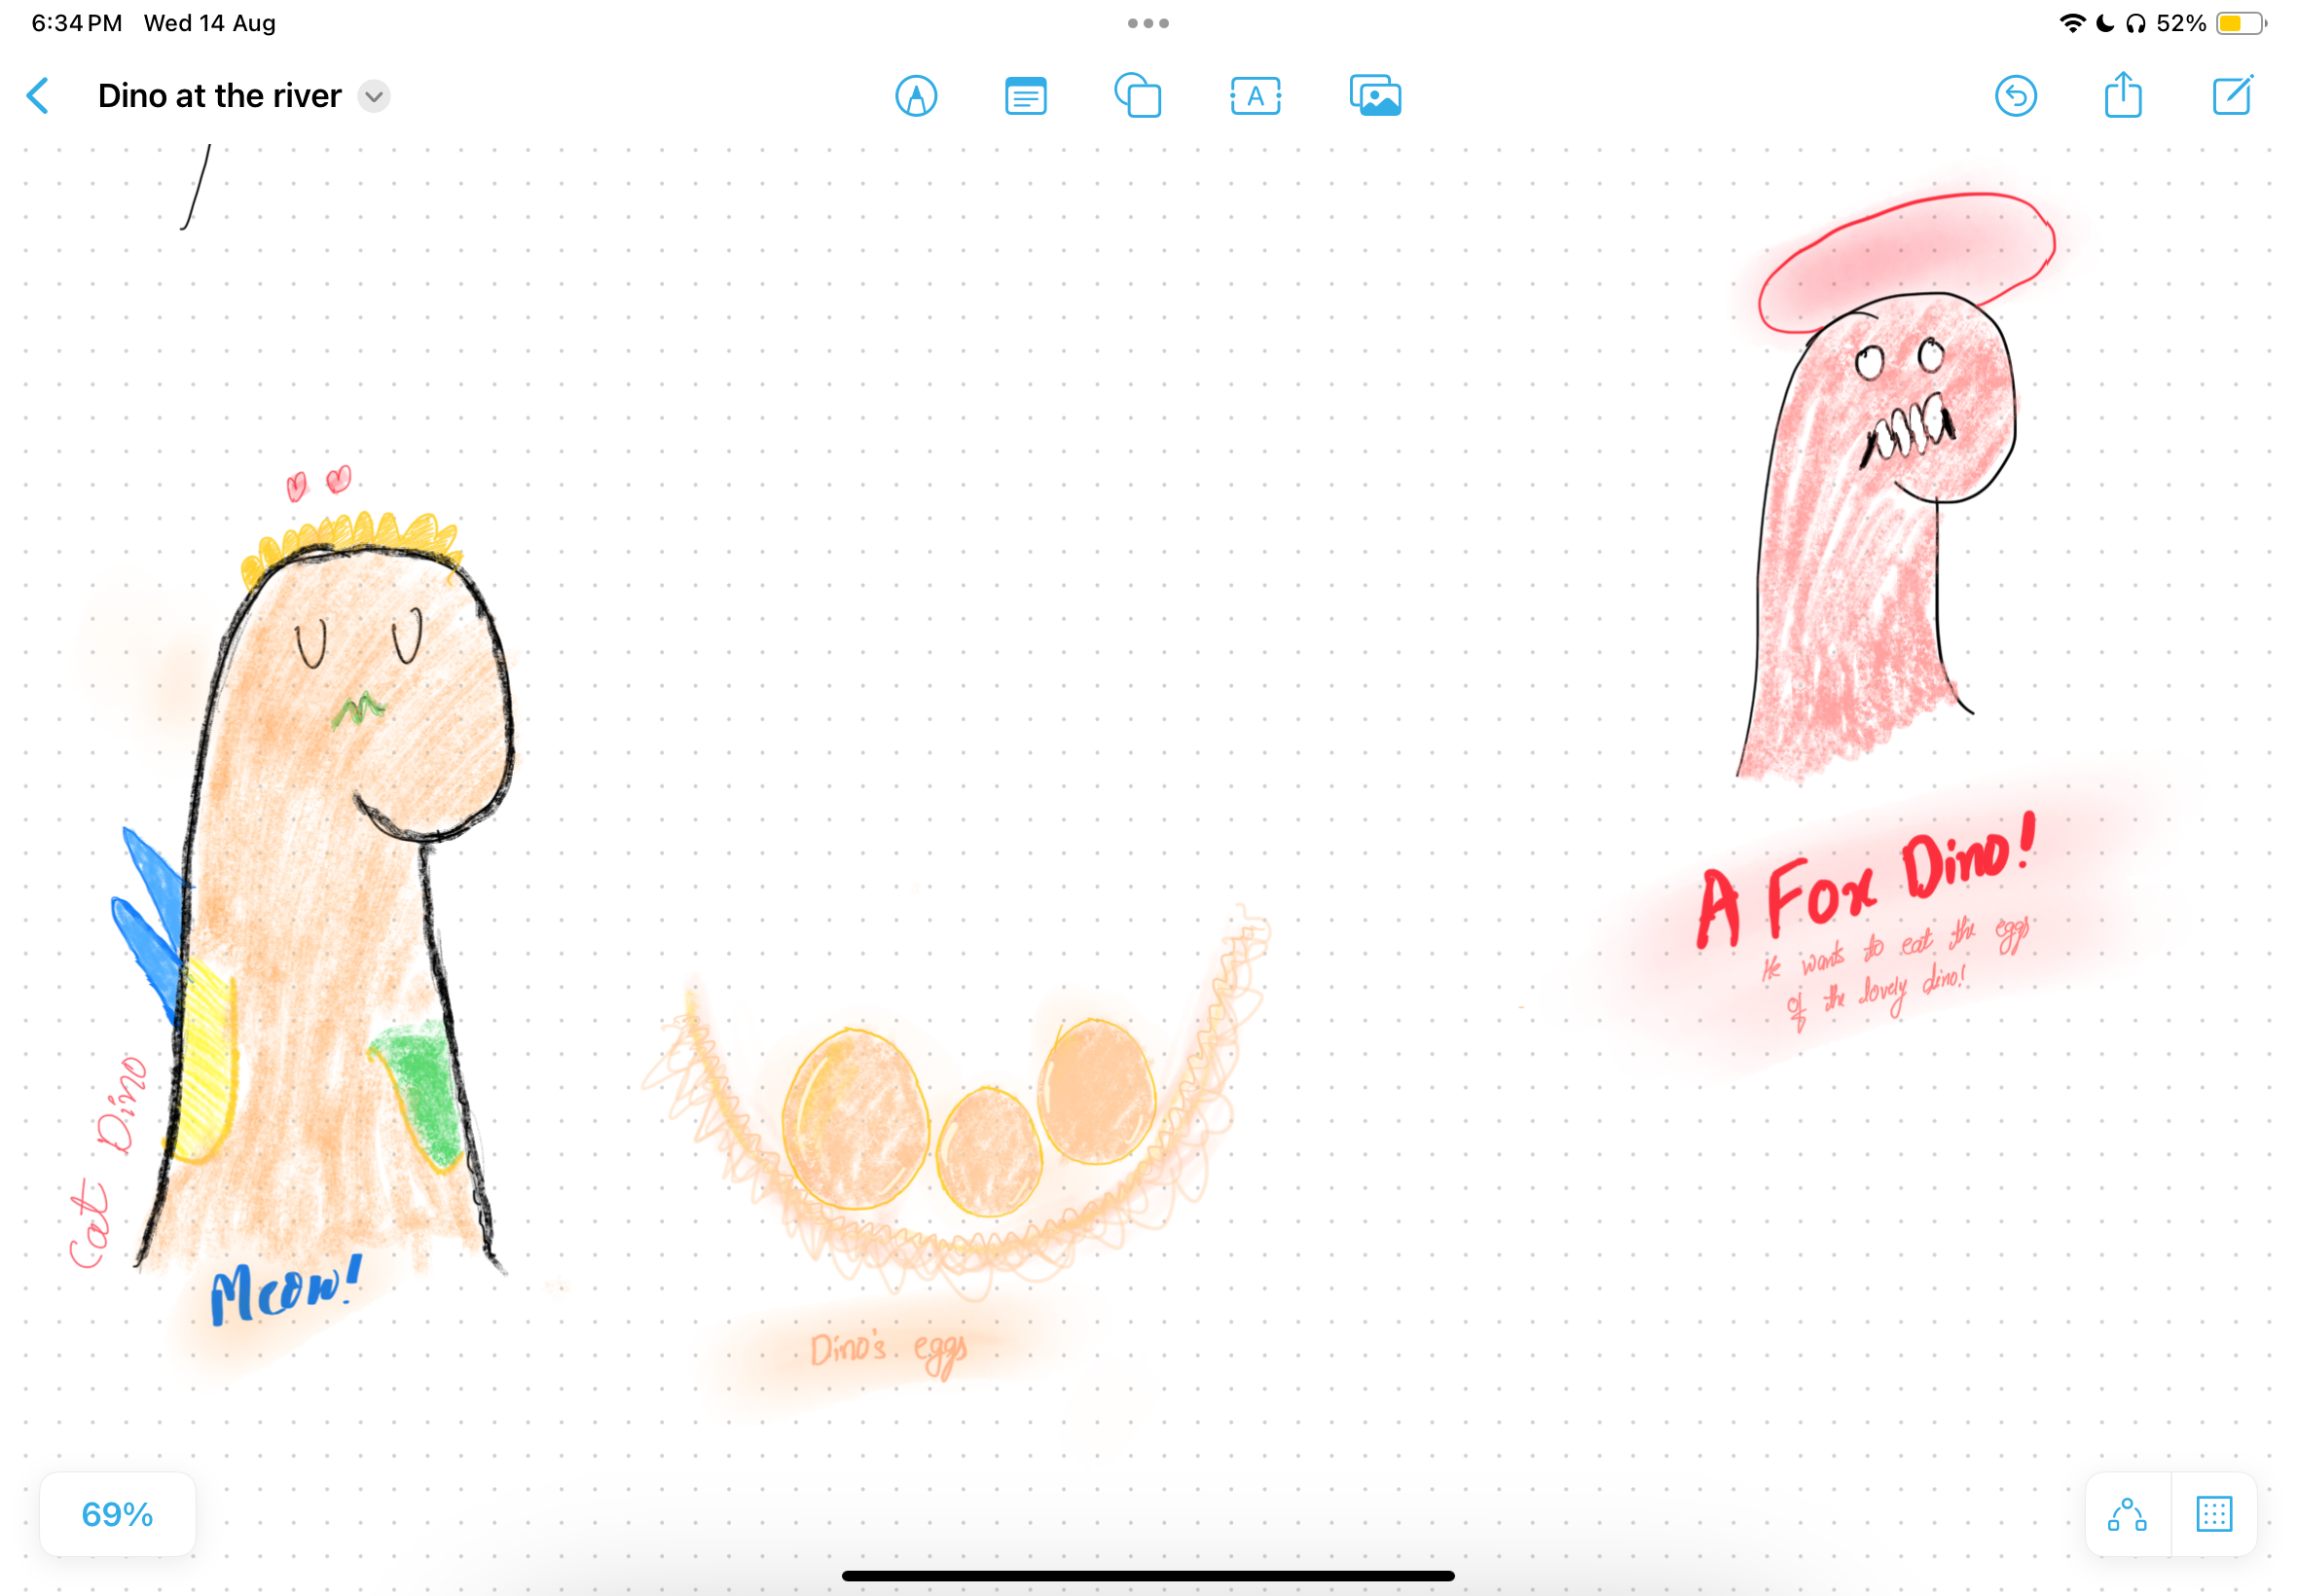 6:34 PM Wed 14 Aug
52%
Dino at the river
A
A Fox Dino!
He wants to eat the eggs
of the lovely dino!
Cat Dino
Meow!
Dino's eggs
69%